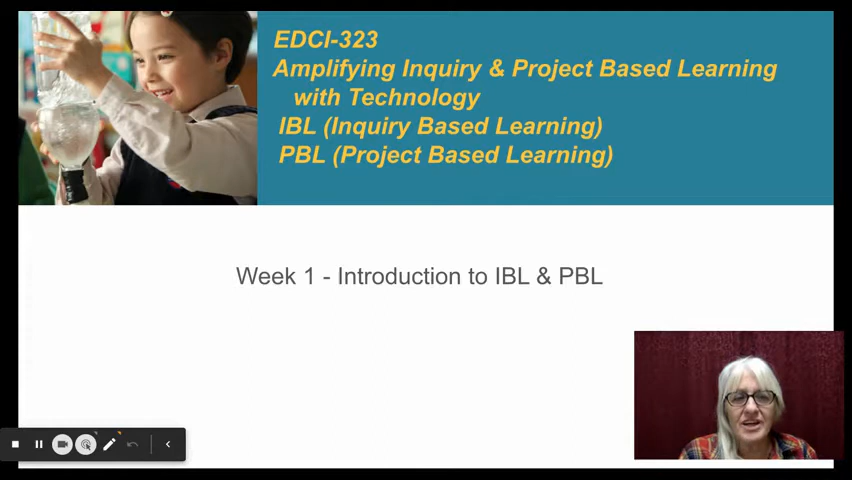 EDCI-323
Amplifying Inquiry & Project Based Learning
with Technology
IBL (Inquiry Based Learning)
PBL (Project Based Learning)
Week 1 - Introduction to IBL & PBL